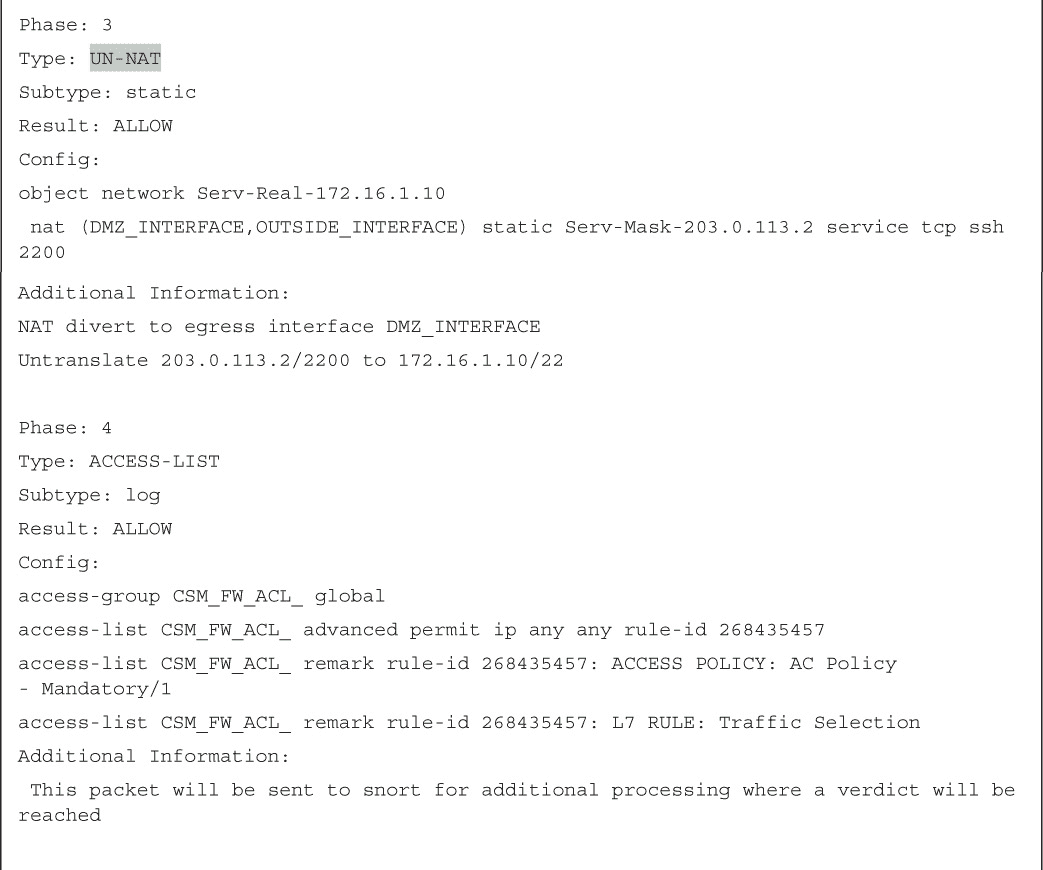 Phase: 3
Type: UN-NAT
Subtype: static
Result: ALLOW
Config:
object network Serv-Real-172.16.1.10
nat (DMZ_INTERFACE,OUTSIDE_INTERFACE) static Serv-Mask-203.0.113.2 service tcp ssh
2200
Additional Information:
NAT divert to egress interface DMZ_INTERFACE
Untranslate 203.0.113.2/2200 to 172.16.1.10/22
Phase: 4
Type: ACCESS-LIST
Subtype: log
Result: ALLOW
Config:
access-group CSM_FW_ACL_ global
access-list CSM_FW_ACL_ advanced permit ip any any rule-id 268435457
access-list CSM_FW_ACL_ remark rule-id 268435457: ACCESS POLICY: AC Policy
- Mandatory/1
access-list CSM_FW_ACL_ remark rule-id 268435457: L7 RULE: Traffic Selection
Additional Information:
This packet will be sent to snort for additional processing where a verdict will be
reached